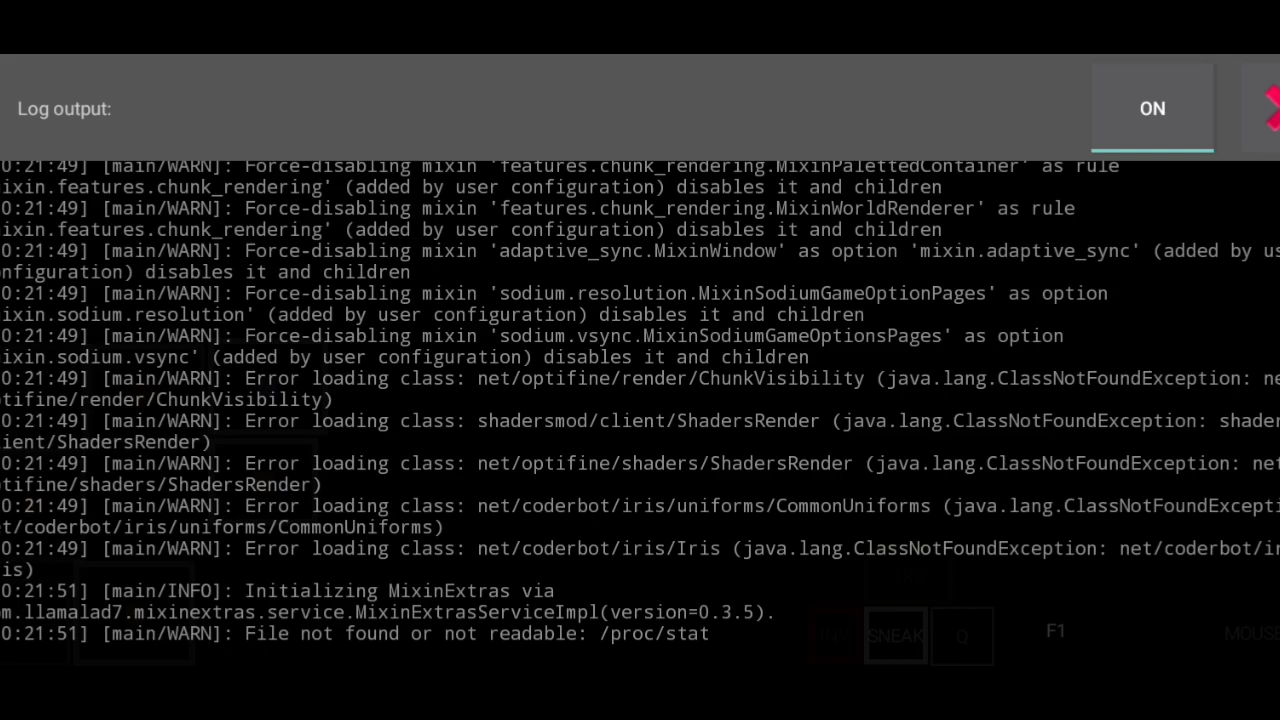 Log output:
ON
0:21:49] [main/WARN]: Force-disabling mixin 'features.chunk_rendering.MixinPalettedContainer' as rule
ixin.features.chunk_rendering' (added by user configuration) disables it and children
0:21:49] [main/WARN]: Force-disabling mixin 'features.chunk_rendering.MixinWorldRenderer' as rule
ixin.features.chunk_rendering' (added by user configuration) disables it and children
0:21:49] [main/WARN]: Force-disabling mixin 'adaptive_sync.MixinWindow' as option 'mixin.adaptive_sync' (added by us
nfiguration) disables it and children
0:21:49] [main/WARN]: Force-disabling mixin 'sodium.resolution.MixinSodiumGameOptionPages' as option
ixin.sodium.resolution' (added by user configuration) disables it and children
0:21:49] [main/WARN]: Force-disabling mixin 'sodium.vsync.MixinSodiumGameOptionsPages' as option
ixin.sodium.vsync' (added by user configuration) disables it and children
0:21:49] [main/WARN]: Error loading class: net/optifine/render/ChunkVisibility (java.lang.ClassNotFoundException: ne
tifine/render/ChunkVisibility)
0:21:49] [main/WARN]: Error loading class: shadersmod/client/ShadersRender (java.lang.ClassNotFoundException: shader
lient/ShadersRender)
0:21:49] [main/WARN]: Error loading class: net/optifine/shaders/ShadersRender (java.lang.ClassNotFoundException: net
tifine/shaders/ShadersRender)
0:21:49] [main/WARN]: Error loading class: net/coderbot/iris/uniforms/CommonUniforms (java.lang.ClassNotFoundExcepti
et/coderbot/iris/uniforms/CommonUniforms)
0:21:49] [main/WARN]: Error loading class: net/coderbot/iris/Iris (java.lang.ClassNotFoundException: net/coderbot/ir
is)
0:21:51] [main/INFO]: Initializing MixinExtras via
m.llamalad7.mixinextras.service.MixinExtrasServiceImpl(version=0.3.5).
0:21:51] [main/WARN]: File not found or not readable: /proc/stat
INV SNEAK Q F1 MOUSE